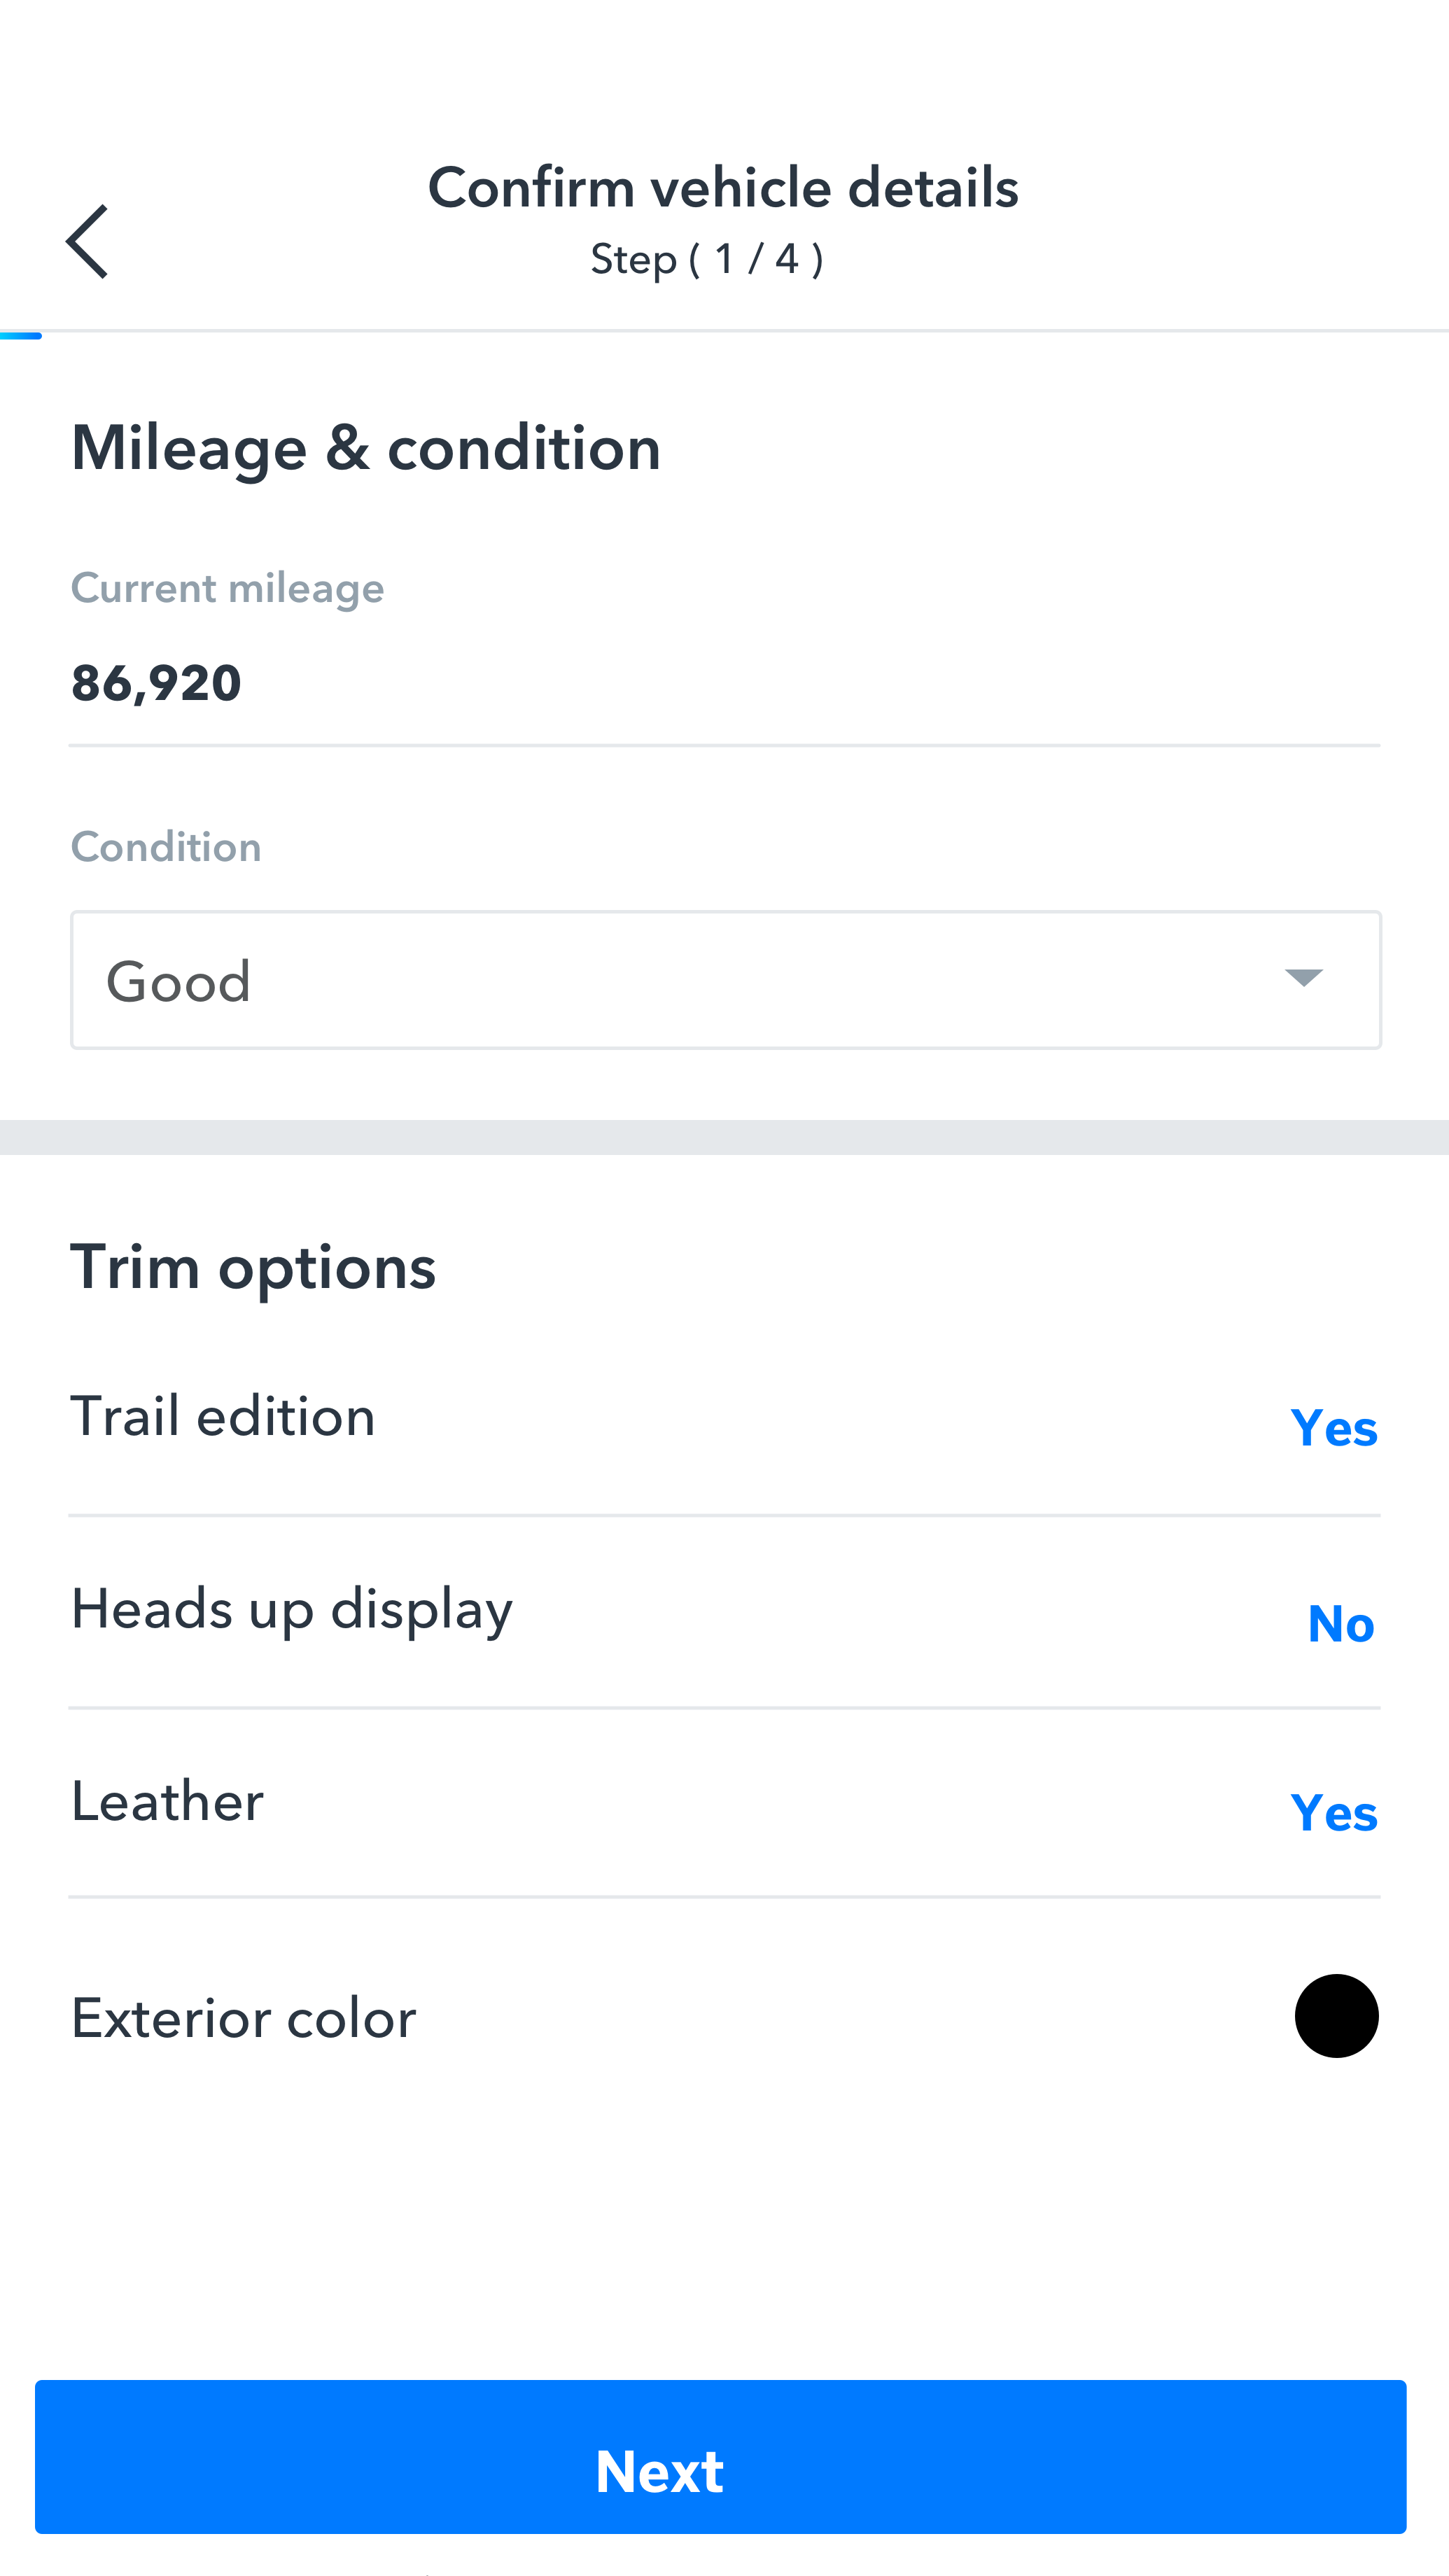 Confirm vehicle details
Step ( 1 / 4 )
Mileage & condition
Current mileage
86,920
Condition
Good
Trim options
Trail edition
Yes
Heads up display
No
Leather
Yes
Exterior color
Next